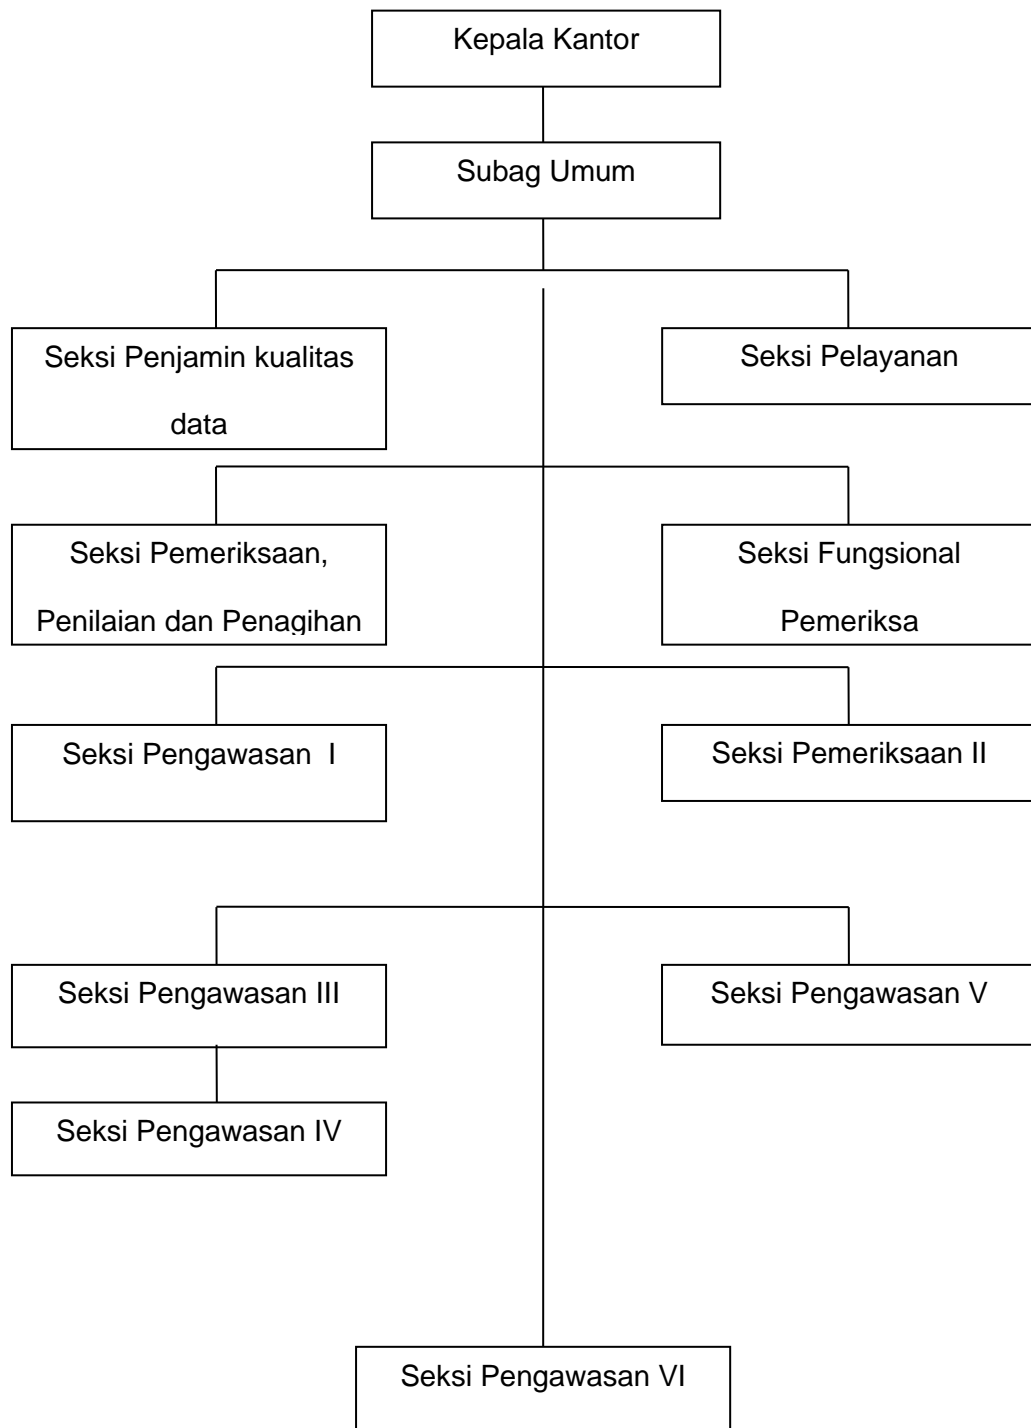 Kepala Kantor
Subag Umum
Seksi Penjamin kualitas
data
Seksi Pelayanan
Seksi Pemeriksaan,
Penilaian dan Penagihan
Seksi Fungsional
Pemeriksa
Seksi Pengawasan  I
Seksi Pemeriksaan II
Seksi Pengawasan III
Seksi Pengawasan V
Seksi Pengawasan IV
Seksi Pengawasan VI